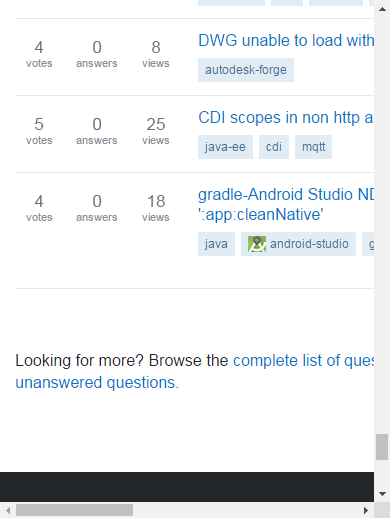 4 0 8 DWG unable to load with
votes answers views
autodesk-forge
5 0 25 CDI scopes in non http a
votes answers views
java-ee cdi mqtt
4 0 18 gradle-Android Studio ND
votes answers views
':app:cleanNative'
java android-studio g
Looking for more? Browse the complete list of ques
unanswered questions.